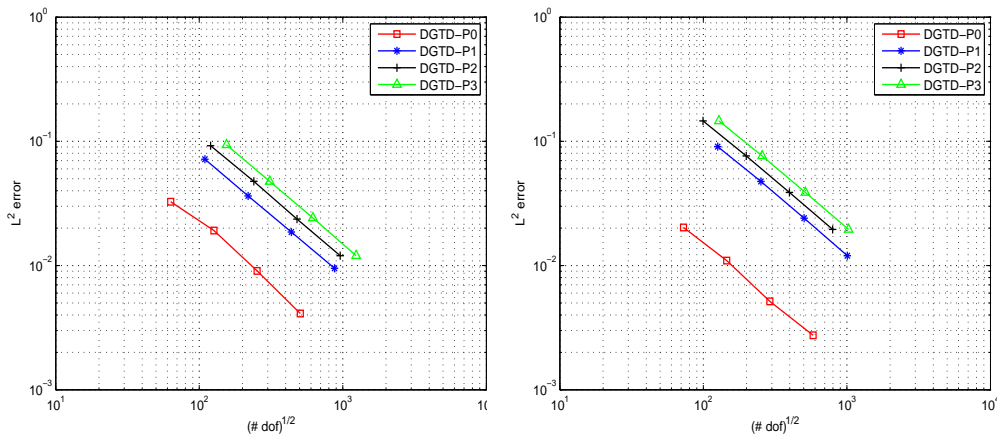 10^0
10^-1
10^-2
10^-3
L^2 error
10^1
10^2
10^3
(# dof)^1/2
DGTD-P0
DGTD-P1
DGTD-P2
DGTD-P3
10^0
10^-1
10^-2
10^-3
L^2 error
10^1
10^2
10^3
10^4
(# dof)^1/2
DGTD-P0
DGTD-P1
DGTD-P2
DGTD-P3